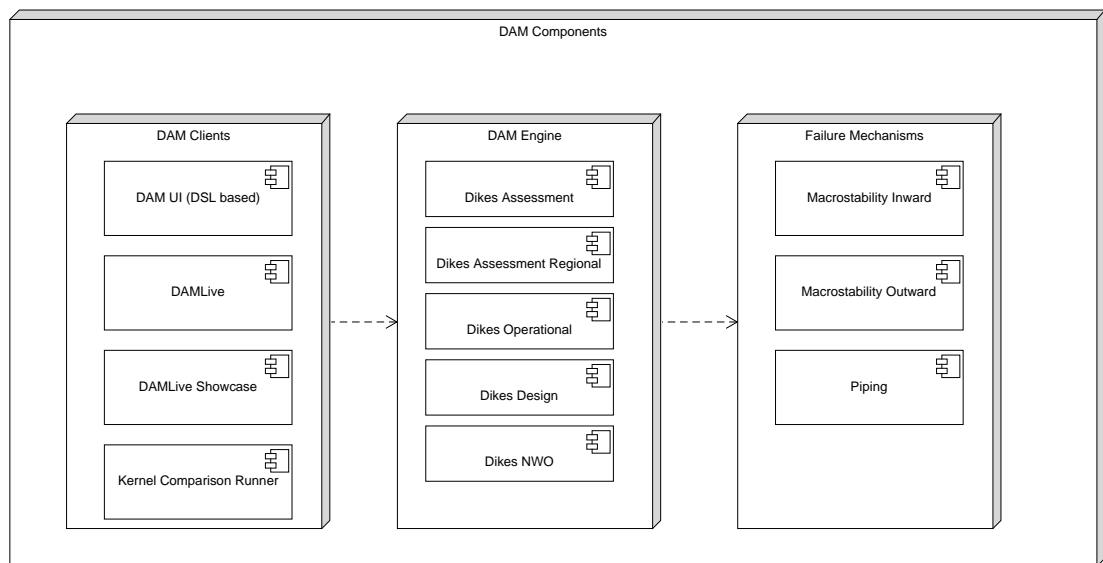 DAM Components
DAM Clients
DAM UI (DSL based)
DAMLive
DAMLive Showcase
Kernel Comparison Runner
DAM Engine
Dikes Assessment
Dikes Assessment Regional
Dikes Operational
Dikes Design
Dikes NWO
Failure Mechanisms
Macrostability Inward
Macrostability Outward
Piping